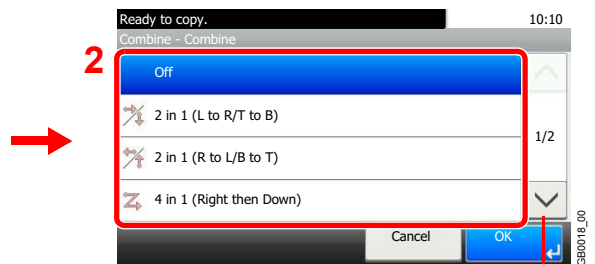 Ready to copy. 10:10
Combine - Combine
2
Off
2 in 1 (L to R/T to B)
1/2
2 in 1 (R to L/B to T)
4 in 1 (Right then Down)
Cancel OK
GB0018_00